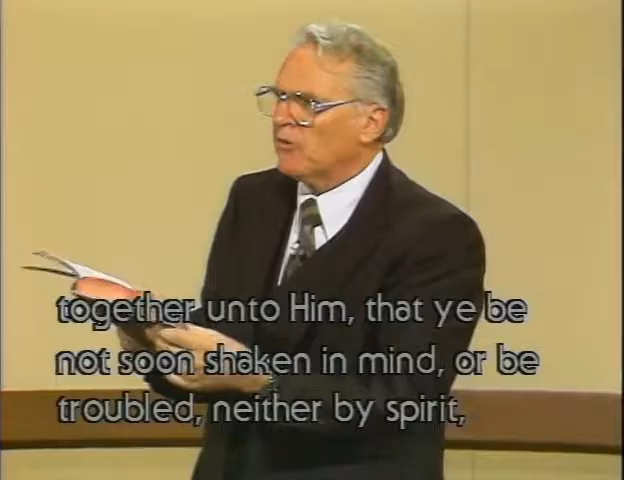 together unto Him, that ye be
not soon shaken in mind, or be
troubled, neither by spirit,